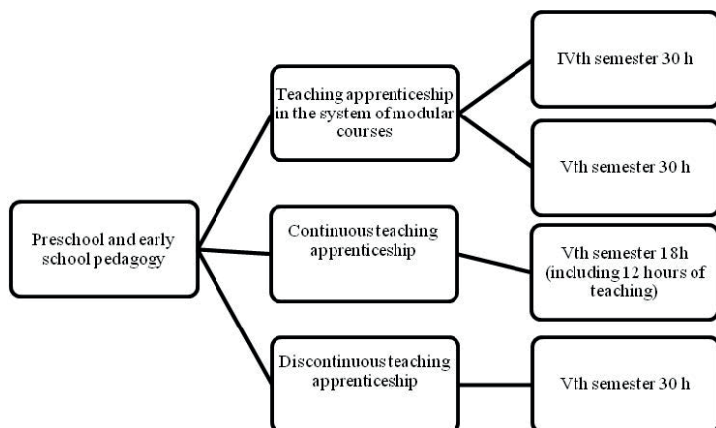 IVth semester 30 h
Teaching apprenticeship
in the system of modular
courses
Vth semester 30 h
Preschool and early
school pedagogy
Continuous teaching
apprenticeship
Vth semester 18h
(including 12 hours of
teaching)
Discontinuous teaching
apprenticeship
Vth semester 30 h